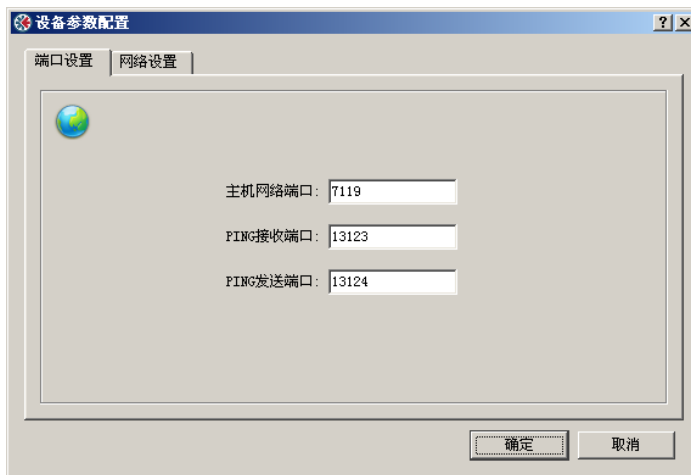 设备参数配置
端口设置 网络设置
主机网络端口: 7119
PING接收端口: 13123
PING发送端口: 13124
确定 取消